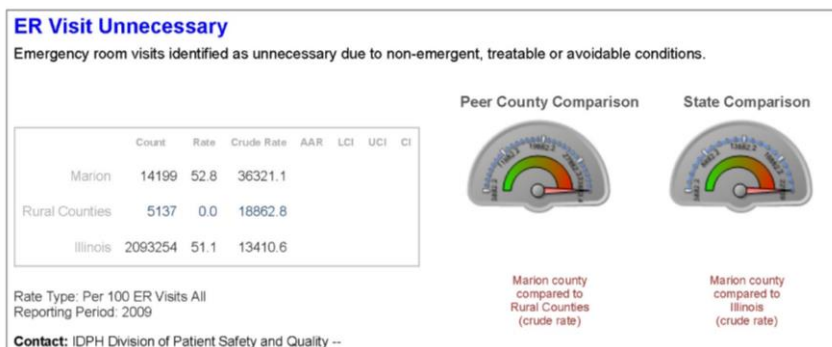 ER Visit Unnecessary
Emergency room visits identified as unnecessary due to non-emergent, treatable or avoidable conditions.
Peer County Comparison State Comparison
Count Rate Crude Rate AAR LCI UCI CI
Marion 14199 52.8 36321.1
Rural Counties 5137 0.0 18862.8
Illinois 2093254 51.1 13410.6
Marion county
compared to
Rural Counties
(crude rate)
Marion county
compared to
Illinois
(crude rate)
Rate Type: Per 100 ER Visits All
Reporting Period: 2009
Contact: IDPH Division of Patient Safety and Quality --